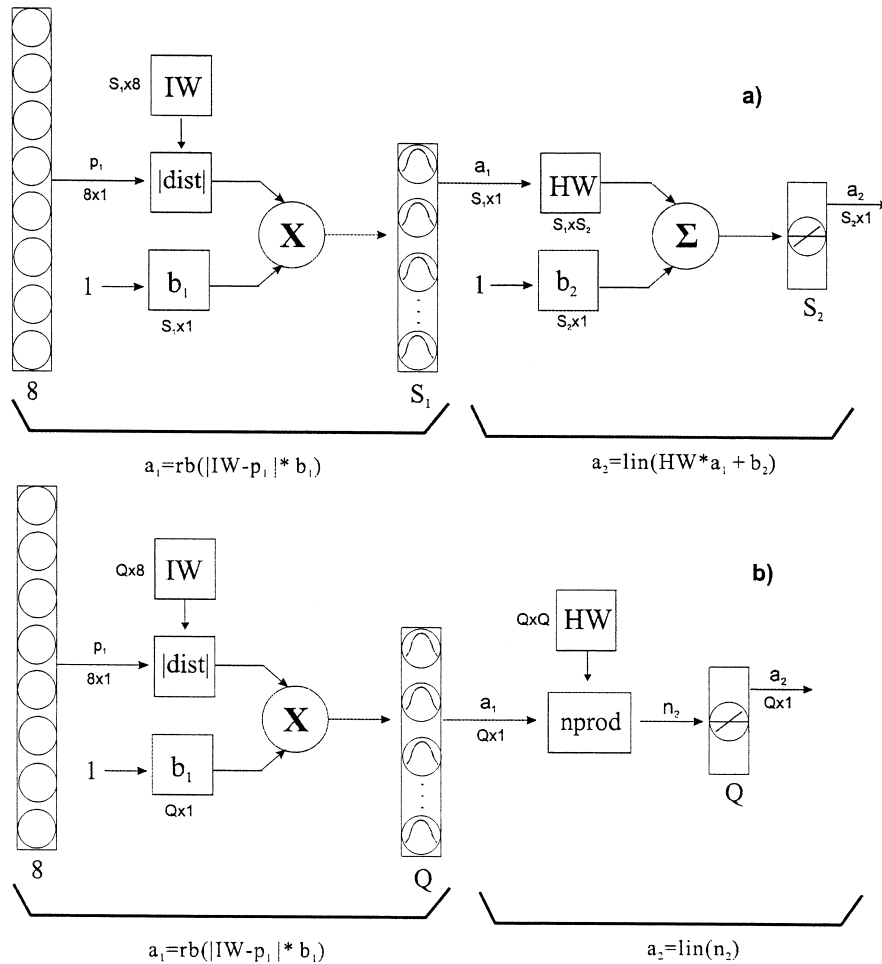 a)
S₁x8
IW
p₁
8x1
|dist|
X
1
b₁
S₁x1
8
S₁
a₁
S₁x1
HW
S₁xS₂
Σ
1
b₂
S₂x1
a₂
S₂x1
S₂
a₁=rb(|IW-p₁|* b₁)
a₂=lin(HW*a₁ + b₂)
b)
Qx8
IW
p₁
8x1
|dist|
X
1
b₁
Qx1
8
Q
a₁
Qx1
QxQ
HW
nprod
n₂
a₂
Qx1
Q
a₁=rb(|IW-p₁|* b₁)
a₂=lin(n₂)